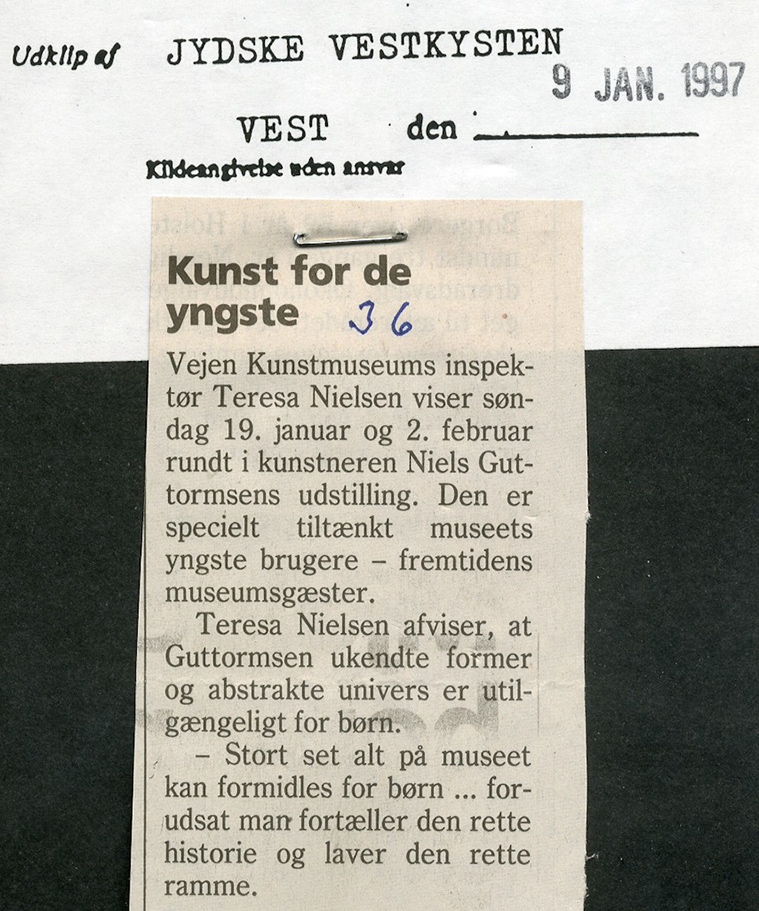 Udklip af JYDSKE VESTKYSTEN
9 JAN. 1997
VEST den
Kildeangivelse uden ansvar
Kunst for de
yngste 36
Vejen Kunstmuseums inspek-
tør Teresa Nielsen viser søn-
dag 19. januar og 2. februar
rundt i kunstneren Niels Gut-
tormsens udstilling. Den er
specielt tiltænkt museets
yngste brugere – fremtidens
museumsgæster.
Teresa Nielsen afviser, at
Guttormsen ukendte former
og abstrakte univers er util-
gængeligt for børn.
– Stort set alt på museet
kan formidles for børn ... for-
udsat man fortæller den rette
historie og laver den rette
ramme.